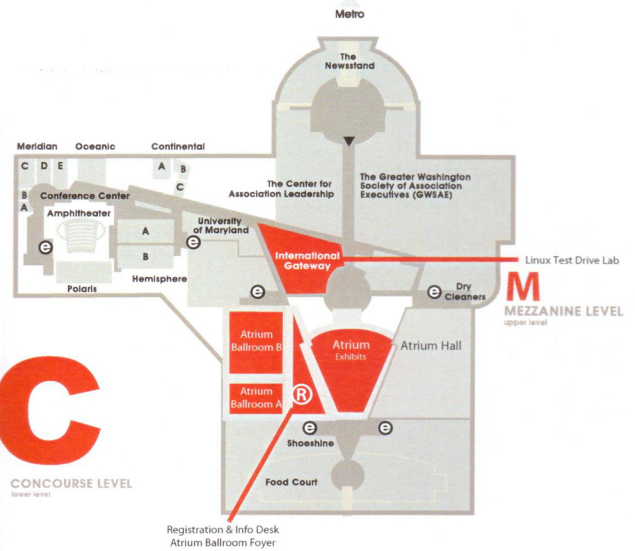 Metro
The
Newsstand
Meridian
Oceanic
Continental
C D E
A
B
C
B
A
Conference Center
Amphitheater
The Center for
Association Leadership
The Greater Washington
Society of Association
Executives (GWSAE)
University
of Maryland
A
B
e
e
Polaris
Hemisphere
International
Gateway
Linux Test Drive Lab
e
e
Dry
Cleaners
M
MEZZANINE LEVEL
upper level
Atrium
Ballroom B
Atrium
Exhibits
Atrium Hall
Atrium
Ballroom A
R
C
CONCOURSE LEVEL
lower level
e
e
Shoeshine
Food Court
Registration & Info Desk
Atrium Ballroom Foyer